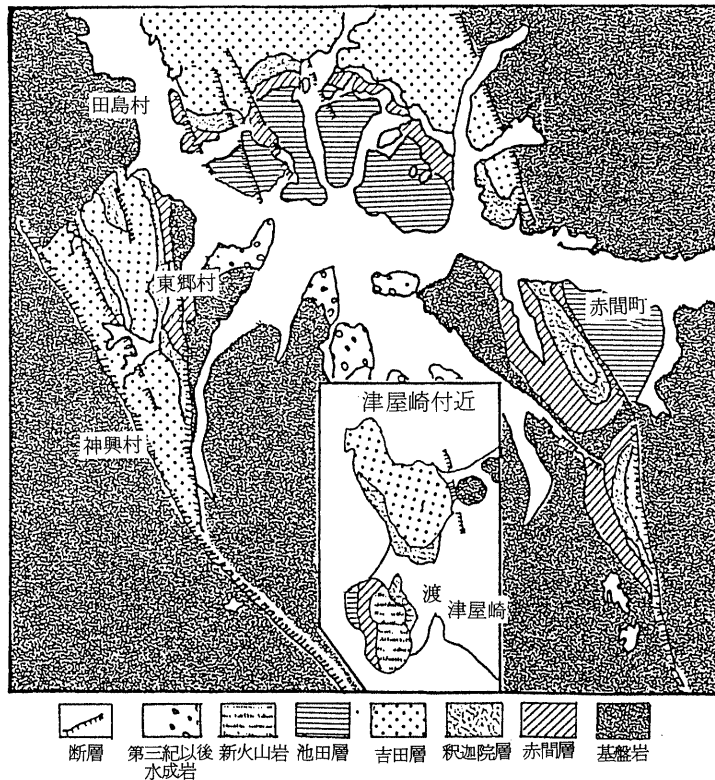 田島村
東郷村
赤間町
神興村
津屋崎付近
渡
津屋崎
断層
第三紀以後
水成岩
新火山岩
池田層
吉田層
釈迦院層
赤間層
基盤岩